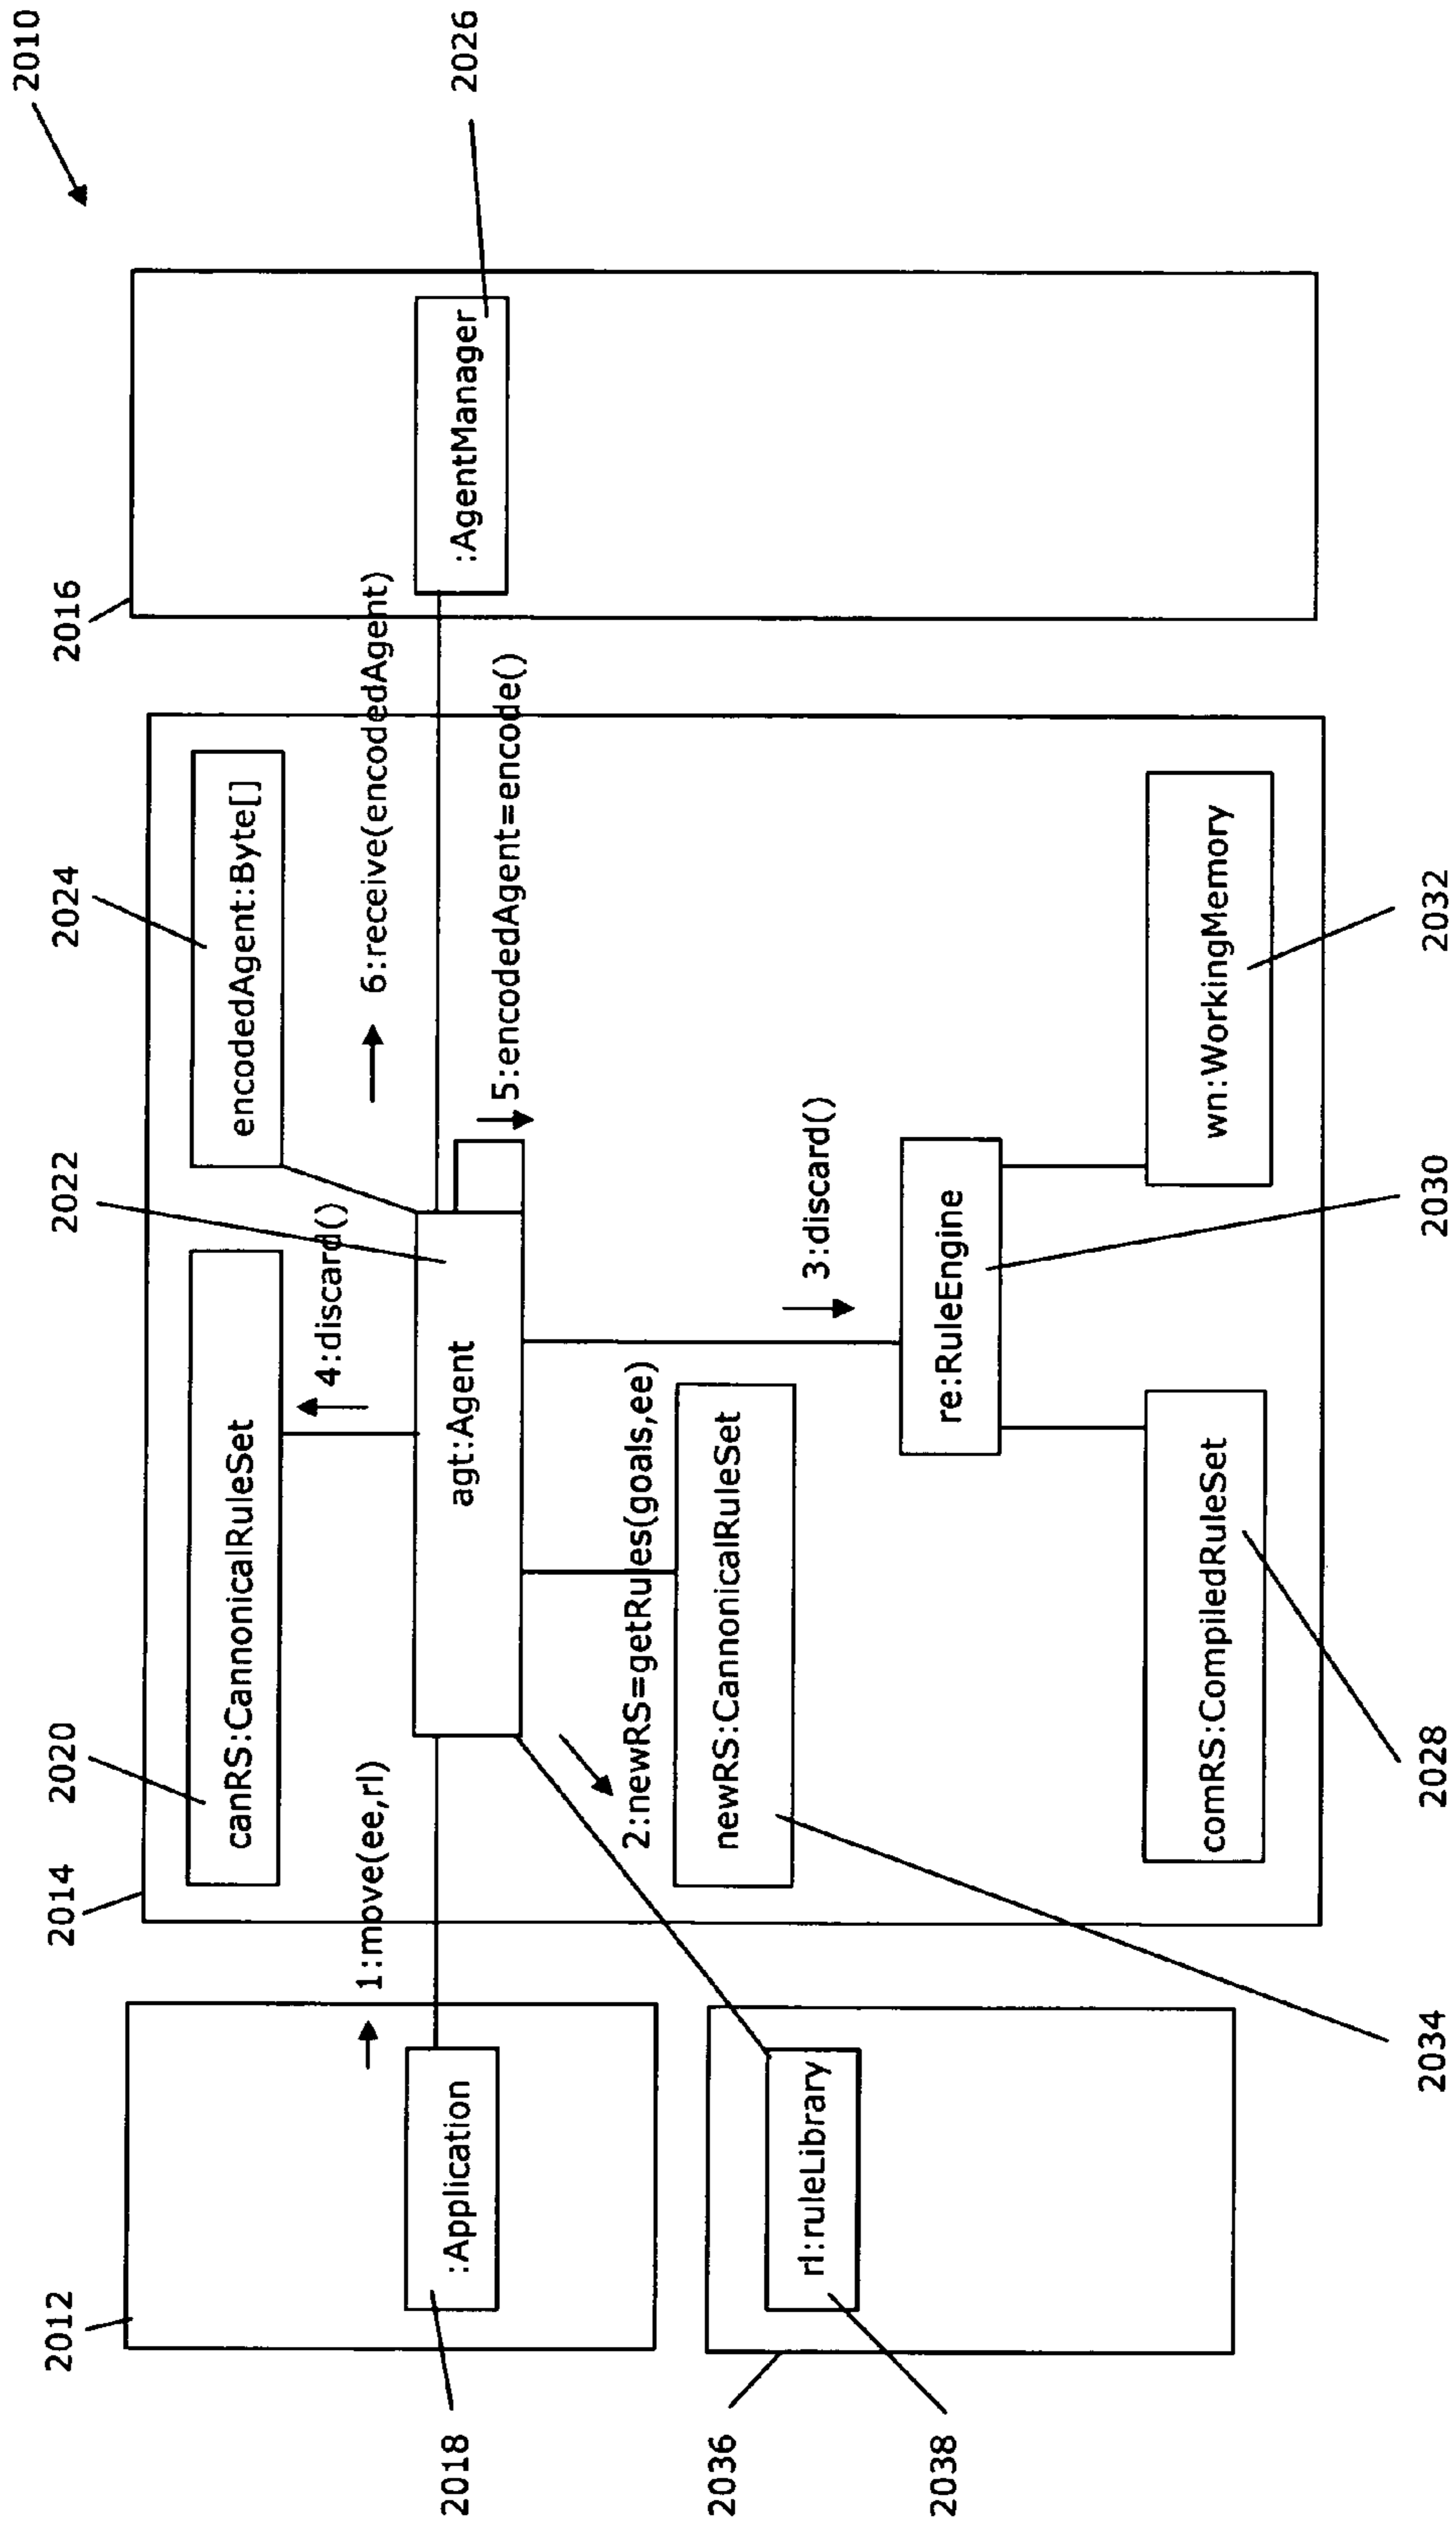 2010
2012
2014
2016
2020
2022
2024
canRS:CannonicalRuleSet
encodedAgent:Byte[]
4:discard()
1:move(ee,rl)
6:receive(encodedAgent)
:Application
agt:Agent
:AgentManager
2018
2026
5:encodedAgent=encode()
2:newRS=getRules(goals,ee)
newRS:CannonicalRuleSet
2036
rl:ruleLibrary
3:discard()
re:RuleEngine
2038
comRS:CompiledRuleSet
wn:WorkingMemory
2034
2028
2030
2032